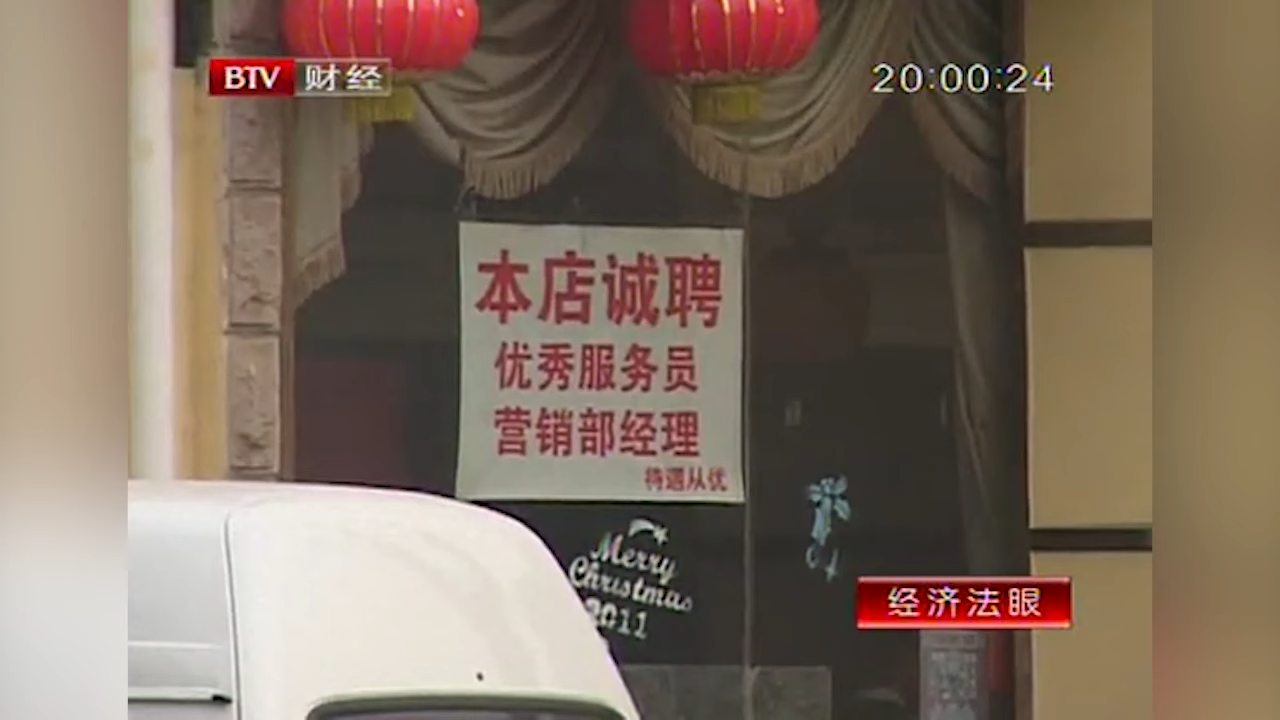 BTV 财经
20:00:24
本店诚聘
优秀服务员
营销部经理
待遇从优
Merry
Christmas
2011
经济法眼